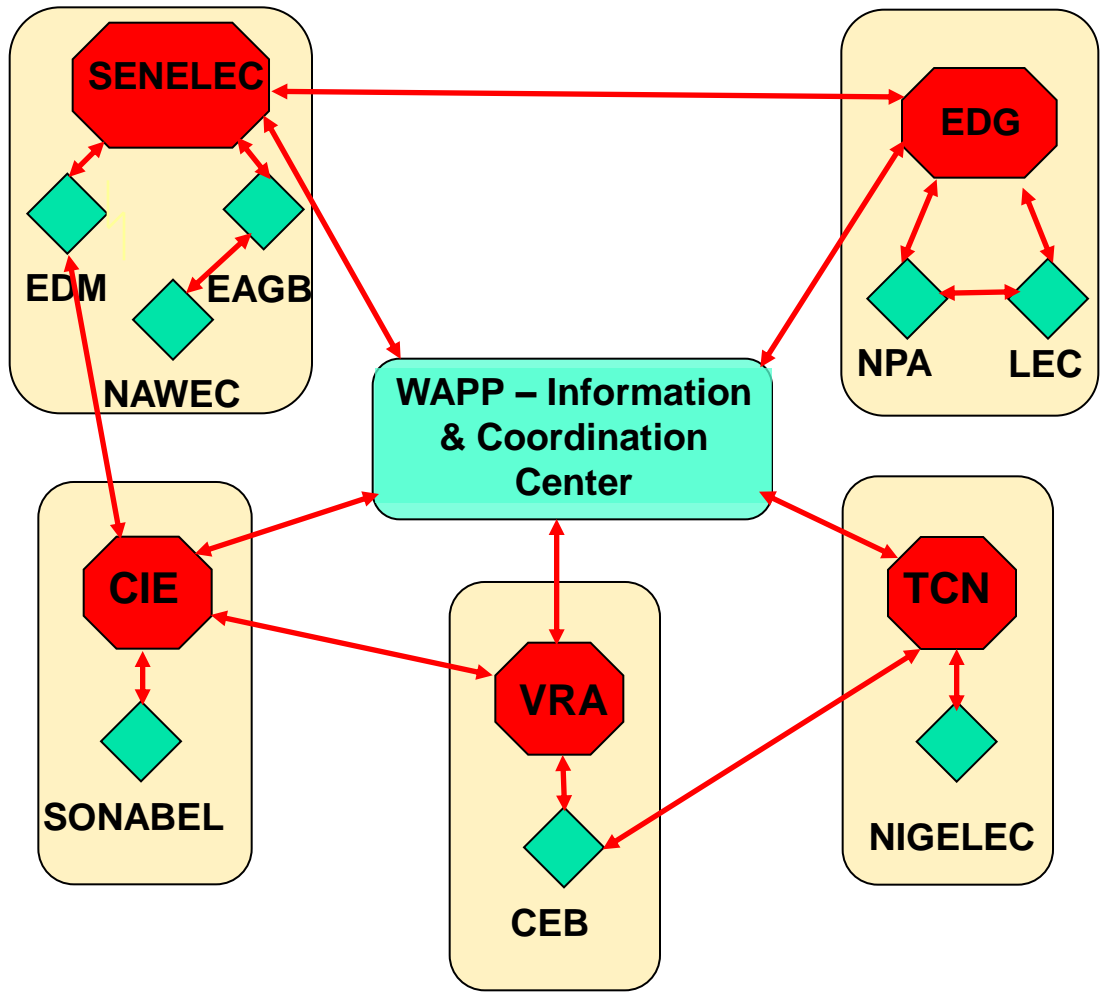 SENELEC
EDG
EDM
EAGB
NAWEC
NPA
LEC
WAPP – Information
& Coordination
Center
CIE
TCN
VRA
SONABEL
NIGELEC
CEB